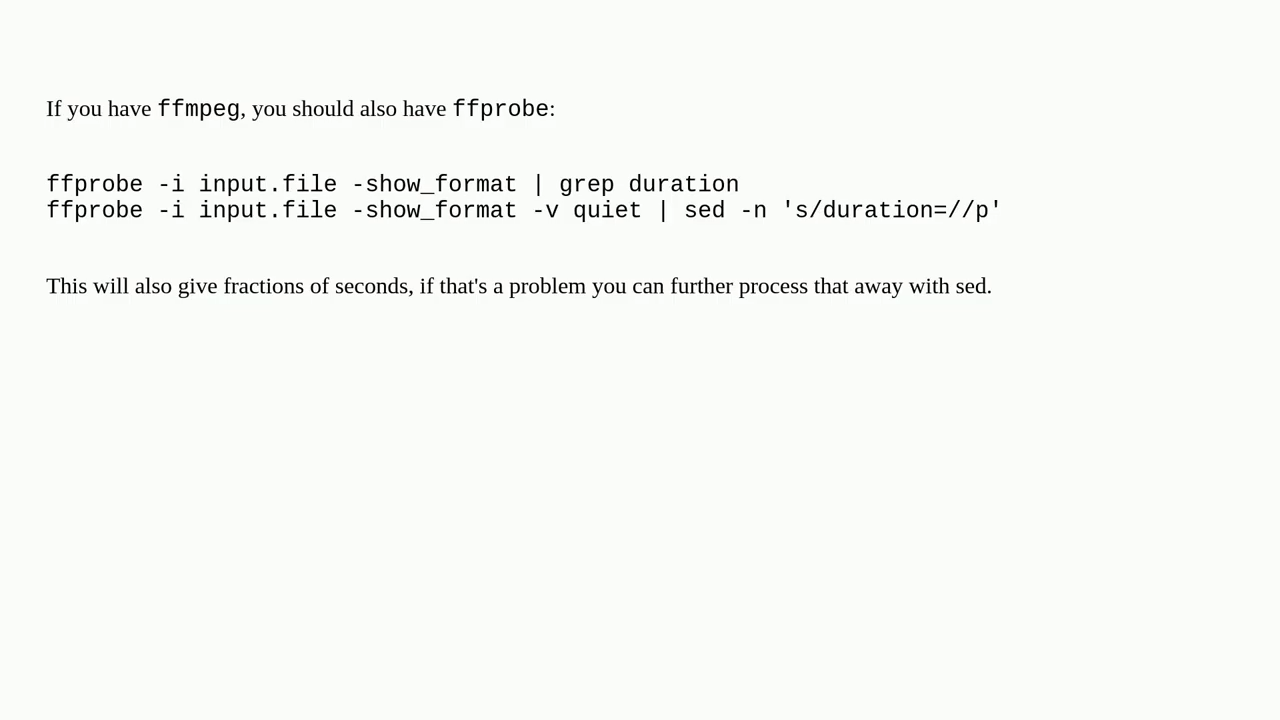 If you have ffmpeg, you should also have ffprobe:
ffprobe -i input.file -show_format | grep duration
ffprobe -i input.file -show_format -v quiet | sed -n 's/duration=//p'
This will also give fractions of seconds, if that's a problem you can further process that away with sed.